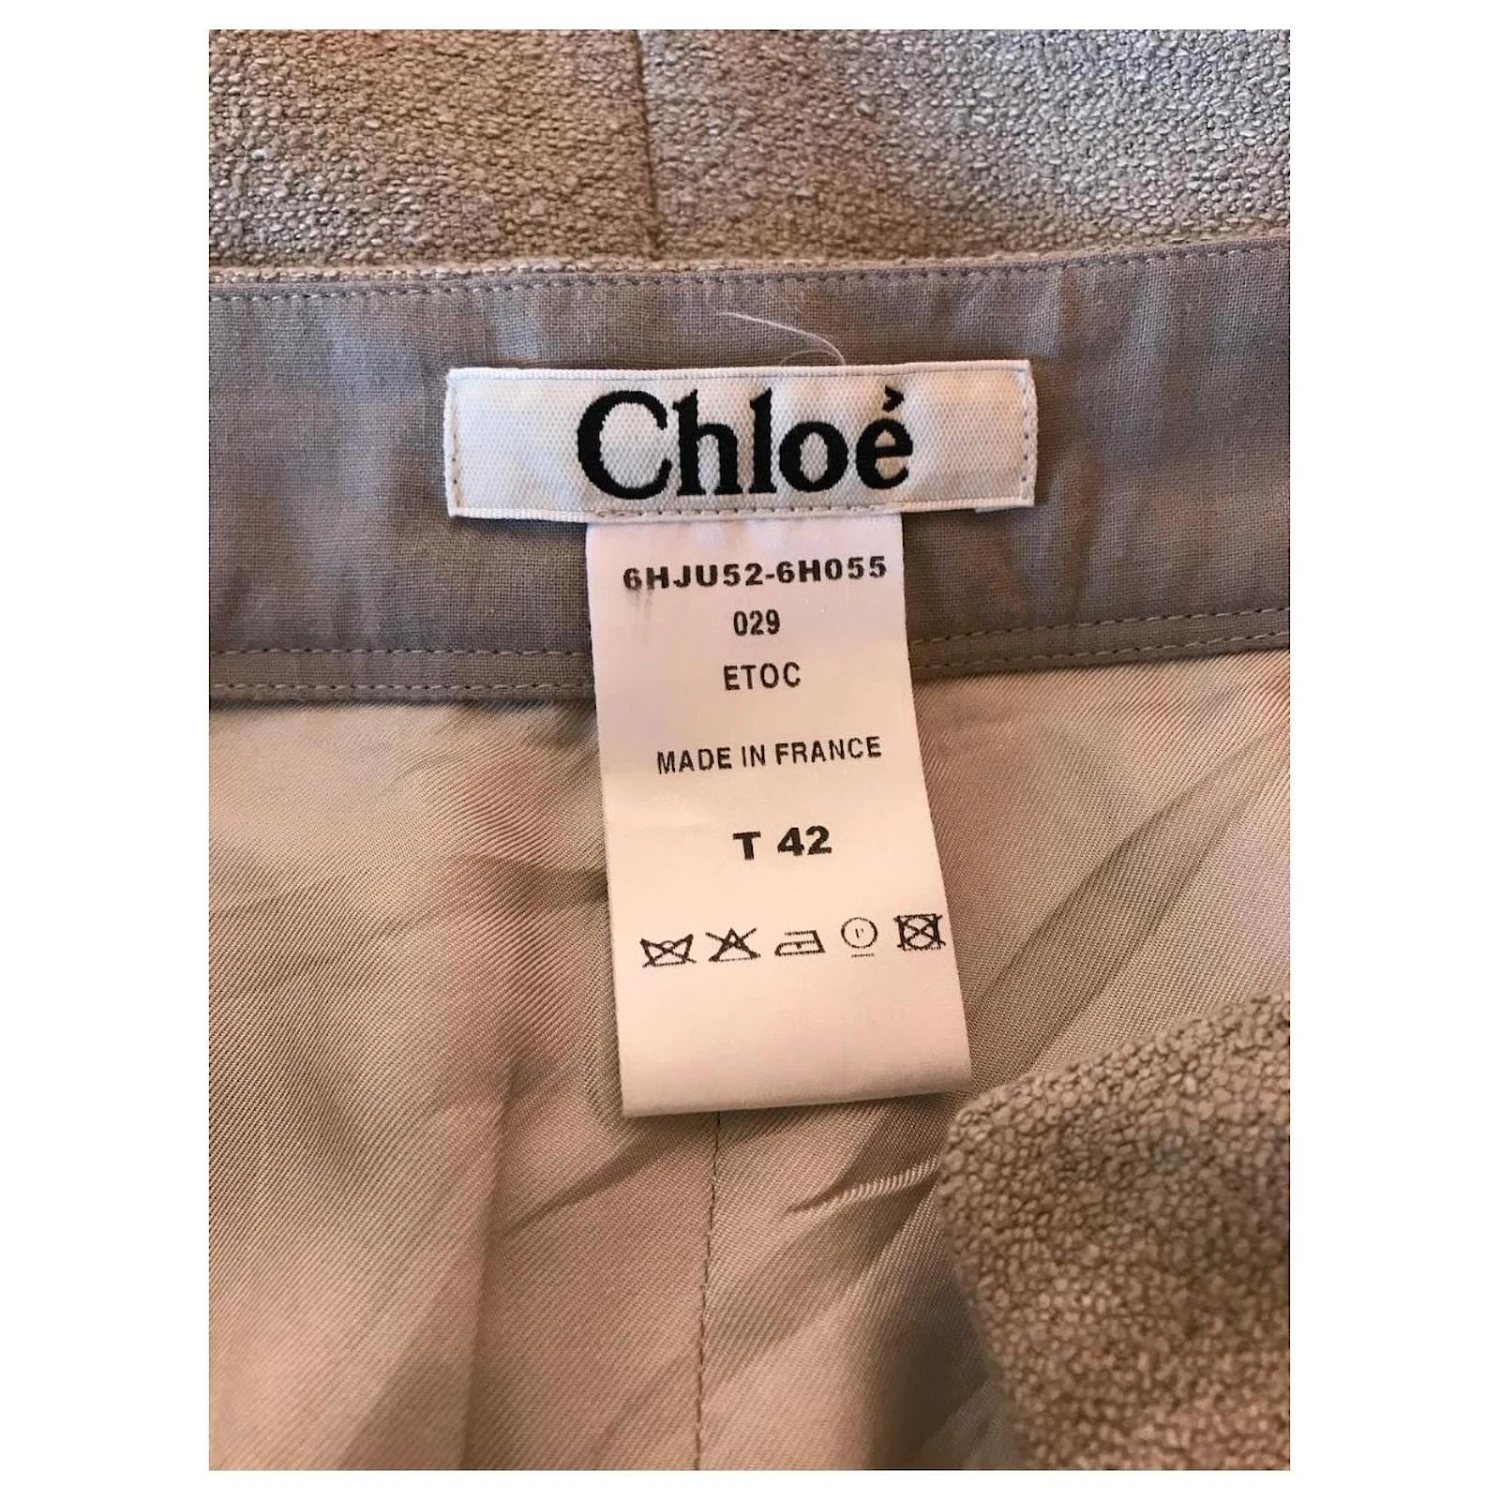 Chloé
6HJU52-6H055
029
ETOC
MADE IN FRANCE
T 42
P